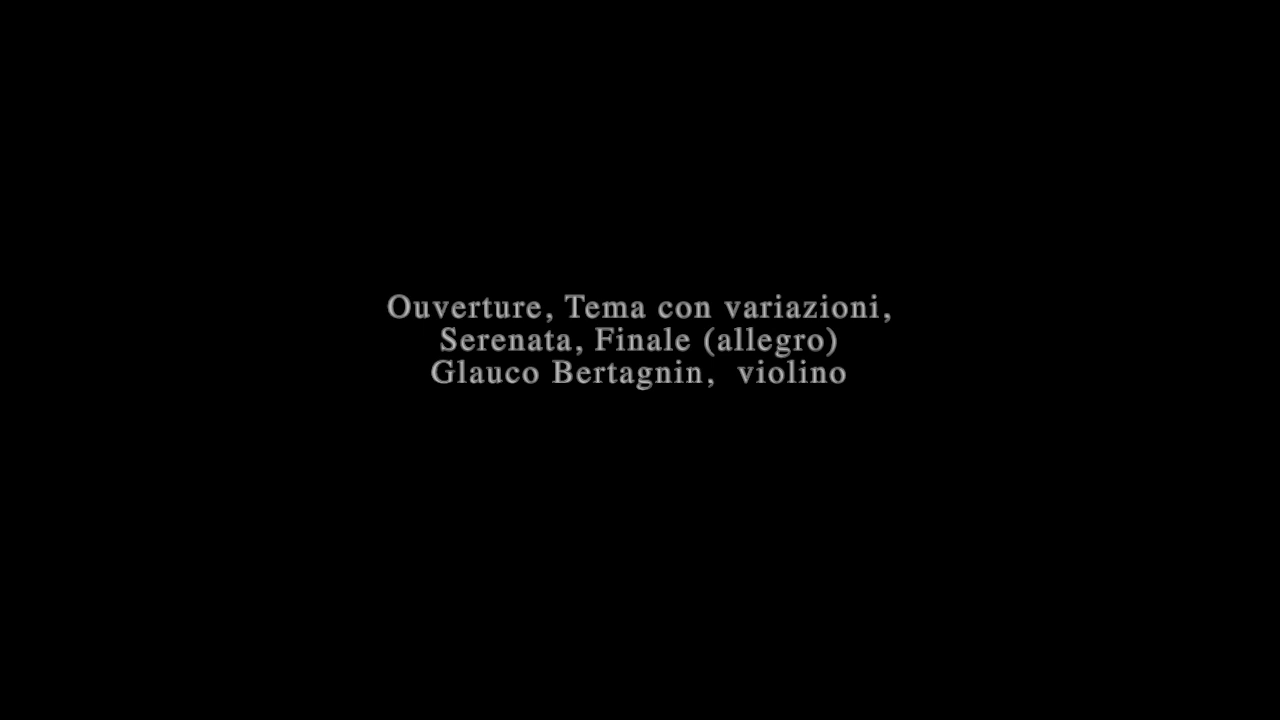 Ouverture, Tema con variazioni,
Serenata, Finale (allegro)
Glauco Bertagnin,  violino